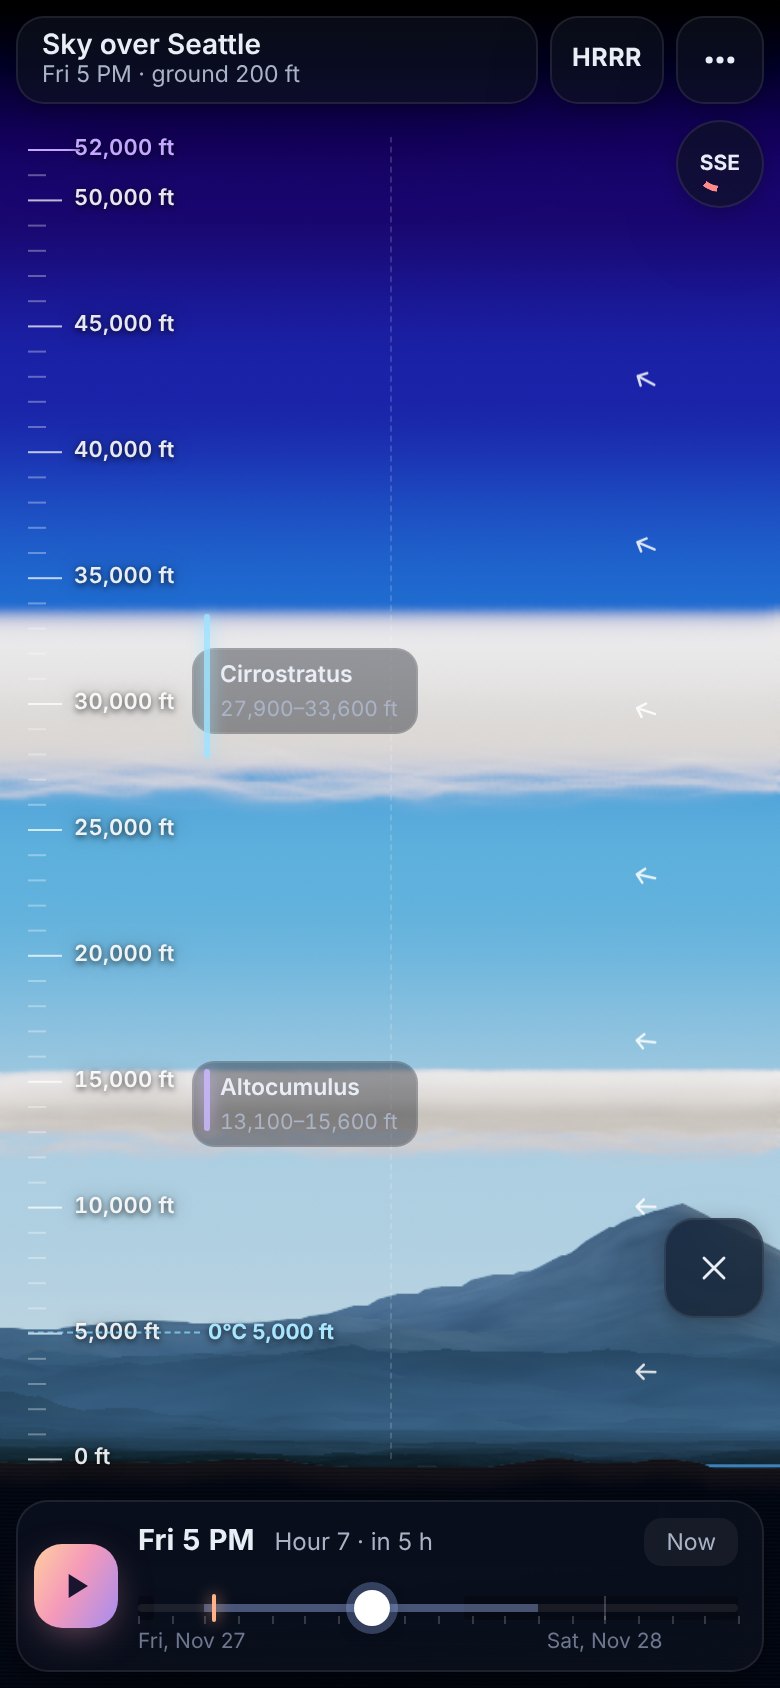 Sky over Seattle
Fri 5 PM · ground 200 ft
HRRR
SSE
52,000 ft
50,000 ft
45,000 ft
40,000 ft
35,000 ft
Cirrostratus
27,900–33,600 ft
30,000 ft
25,000 ft
20,000 ft
15,000 ft
Altocumulus
13,100–15,600 ft
10,000 ft
5,000 ft
0°C 5,000 ft
0 ft
Fri 5 PM Hour 7 · in 5 h
Now
Fri, Nov 27
Sat, Nov 28